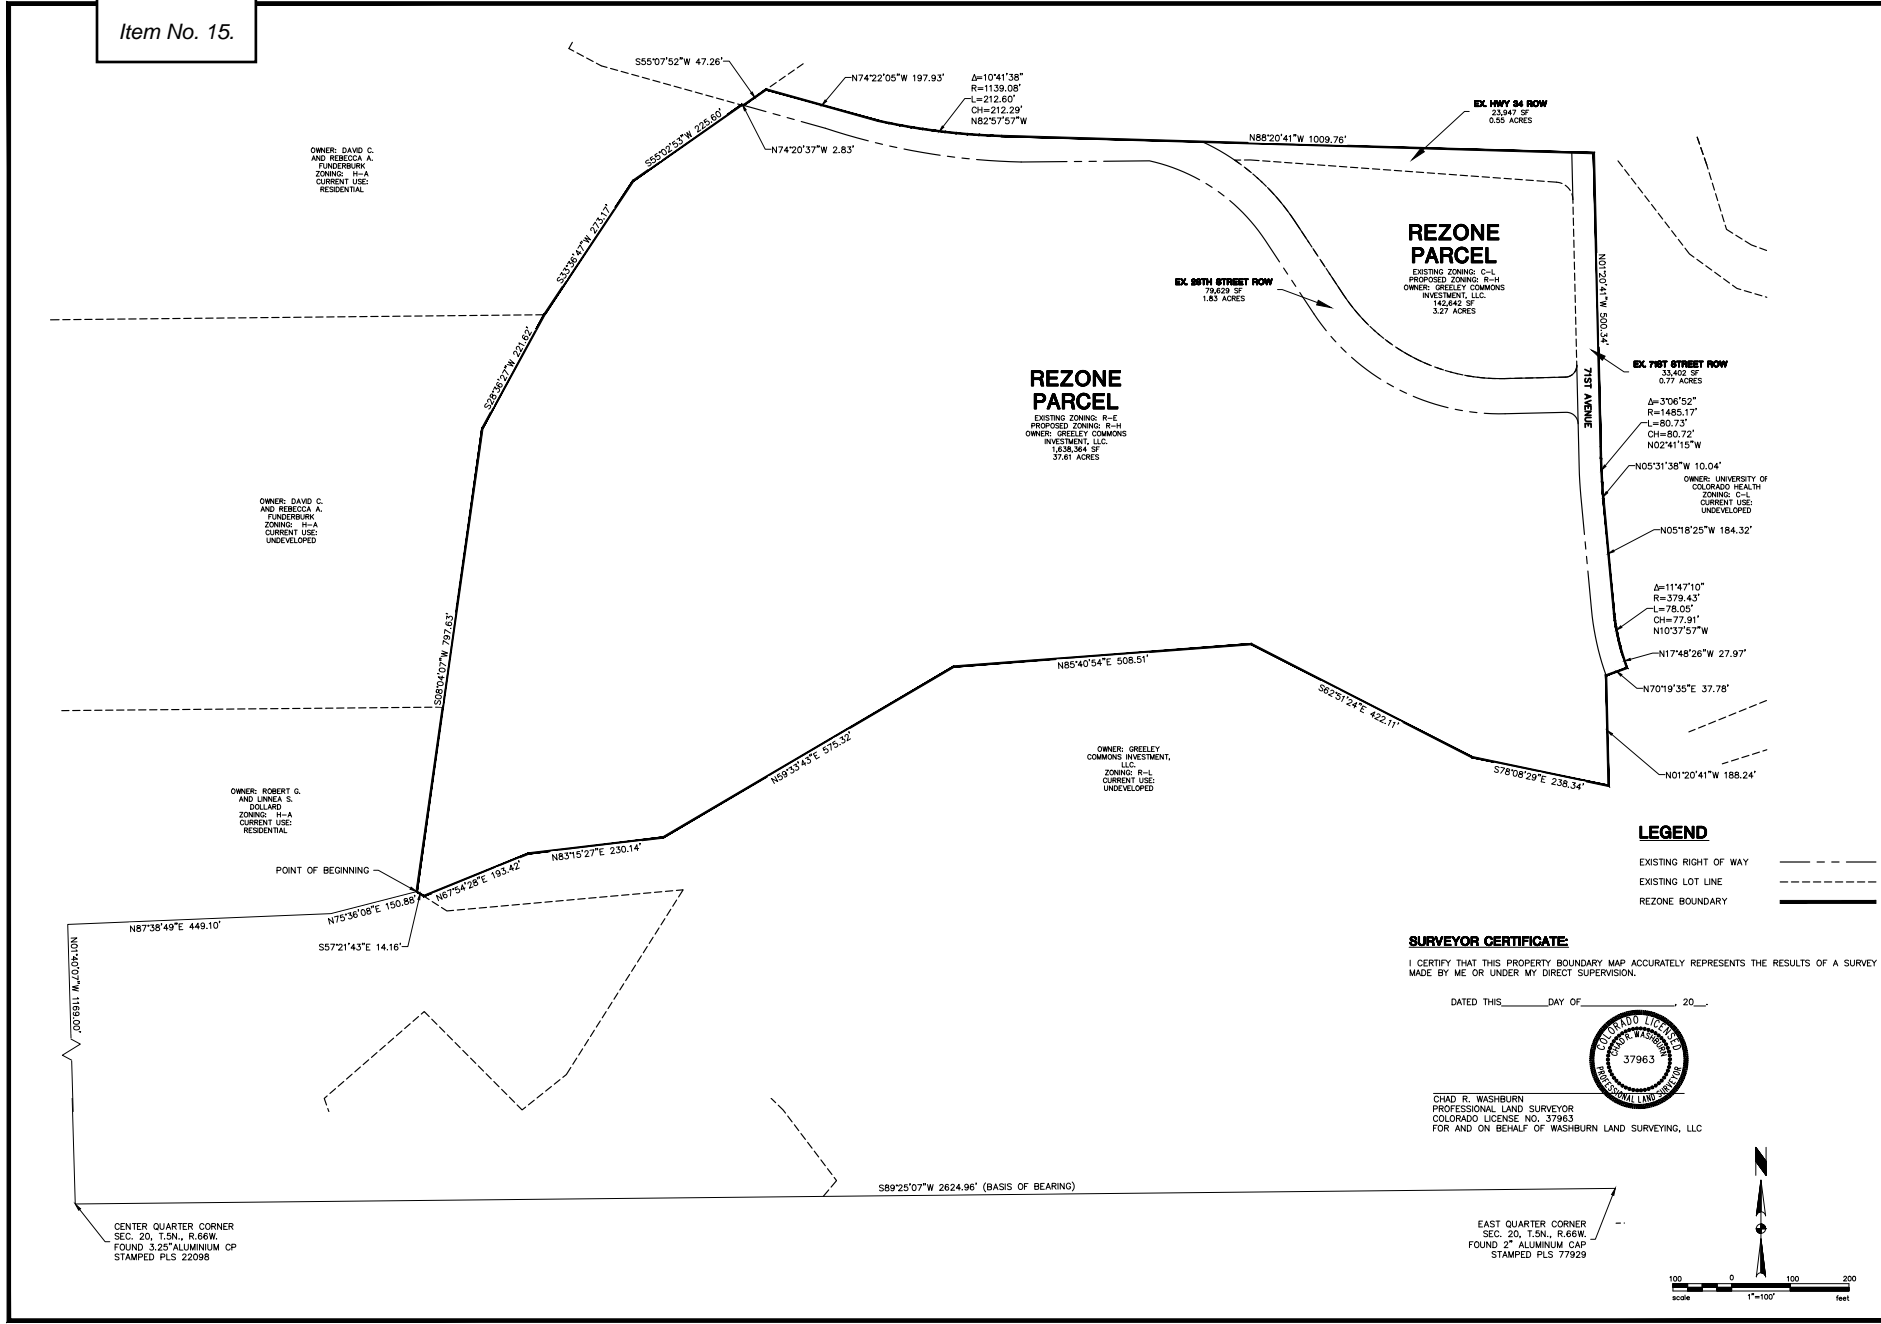 Item No. 15.
S55°07'52"W 47.26'
N74°22'05"W 197.93'
Δ=10°41'38"
R=1139.08'
L=212.60'
CH=212.29'
N82°57'57"W
S55°02'53"W 225.60'
N74°20'37"W 2.83'
N88°20'41"W 1009.76'
EX. HWY 34 ROW
23,947 SF
0.55 ACRES
OWNER: DAVID C.
AND REBECCA A.
FUNDERBURK
ZONING: H-A
CURRENT USE:
RESIDENTIAL
S33°36'47"W 273.17'
REZONE
PARCEL
EXISTING ZONING: C-L
PROPOSED ZONING: R-H
OWNER: GREELEY COMMONS
INVESTMENT, LLC.
142,642 SF
3.27 ACRES
N01°20'41"W 500.34'
EX. 28TH STREET ROW
79,629 SF
1.83 ACRES
S28°36'27"W 221.62'
REZONE
PARCEL
EXISTING ZONING: R-E
PROPOSED ZONING: R-H
OWNER: GREELEY COMMONS
INVESTMENT, LLC.
1,638,364 SF
37.61 ACRES
71ST AVENUE
EX. 71ST STREET ROW
33,402 SF
0.77 ACRES
Δ=3°06'52"
R=1485.17'
L=80.73'
CH=80.72'
N02°41'15"W
N05°31'38"W 10.04'
OWNER: UNIVERSITY OF
COLORADO HEALTH
ZONING: C-L
CURRENT USE:
UNDEVELOPED
N05°18'25"W 184.32'
OWNER: DAVID C.
AND REBECCA A.
FUNDERBURK
ZONING: H-A
CURRENT USE:
UNDEVELOPED
Δ=11°47'10"
R=379.43'
L=78.05'
CH=77.91'
N10°37'57"W
N17°48'26"W 27.97'
N70°19'35"E 37.78'
S08°04'07"W 797.63'
N85°40'54"E 508.51'
S62°51'24"E 422.11'
N59°33'43"E 575.32'
OWNER: GREELEY
COMMONS INVESTMENT,
LLC.
ZONING: R-L
CURRENT USE:
UNDEVELOPED
S78°08'29"E 238.34'
N01°20'41"W 188.24'
OWNER: ROBERT G.
AND LINNEA S.
DOLLARD
ZONING: H-A
CURRENT USE:
RESIDENTIAL
POINT OF BEGINNING
N83°15'27"E 230.14'
N67°54'28"E 193.42'
N75°36'08"E 150.88'
N87°38'49"E 449.10'
S57°21'43"E 14.16'
N01°40'07"W 1169.00'
LEGEND
EXISTING RIGHT OF WAY
EXISTING LOT LINE
REZONE BOUNDARY
SURVEYOR CERTIFICATE:
I CERTIFY THAT THIS PROPERTY BOUNDARY MAP ACCURATELY REPRESENTS THE RESULTS OF A SURVEY
MADE BY ME OR UNDER MY DIRECT SUPERVISION.
DATED THIS________DAY OF________________, 20__.
COLORADO LICENSED
CHAD R. WASHBURN
37963
PROFESSIONAL LAND SURVEYOR
CHAD R. WASHBURN
PROFESSIONAL LAND SURVEYOR
COLORADO LICENSE NO. 37963
FOR AND ON BEHALF OF WASHBURN LAND SURVEYING, LLC
S89°25'07"W 2624.96' (BASIS OF BEARING)
CENTER QUARTER CORNER
SEC. 20, T.5N., R.66W.
FOUND 3.25" ALUMINIUM CP
STAMPED PLS 22098
EAST QUARTER CORNER
SEC. 20, T.5N., R.66W.
FOUND 2" ALUMINUM CAP
STAMPED PLS 77929
N
100 0 100 200
scale 1"=100' feet